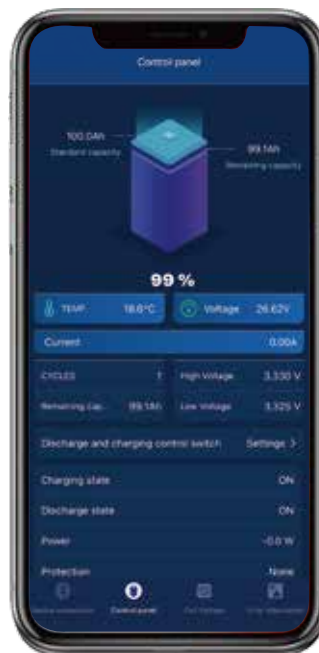 Control panel
100.0Ah
Standard capacity
99.1Ah
Remaining capacity
99 %
TEMP 18.6°C
Voltage 26.62V
Current 0.00A
CYCLES 1
High Voltage 3.330 V
Remaining Cap. 99.1Ah
Low Voltage 3.325 V
Discharge and charging control switch Settings >
Charging state ON
Discharge state ON
Power -0.0 W
Protection None
Control panel